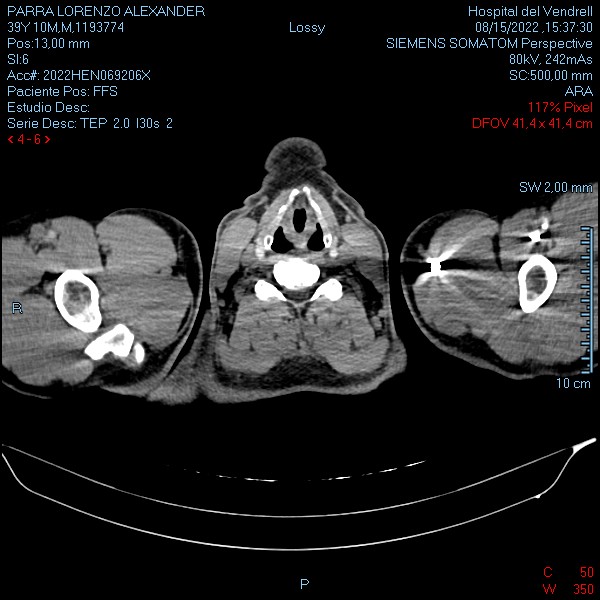 PARRA LORENZO ALEXANDER
39Y 10M,M,1193774
Pos:13,00 mm
SI:6
Acc#: 2022HEN069206X
Paciente Pos: FFS
Estudio Desc:
Serie Desc: TEP 2.0 I30s 2
< 4 - 6 >
Lossy
Hospital del Vendrell
08/15/2022 ,15:37:30
SIEMENS SOMATOM Perspective
80kV, 242mAs
SC:500,00 mm
ARA
117% Pixel
DFOV 41,4 x 41,4 cm
SW 2,00 mm
R
10 cm
P
C 50
W 350